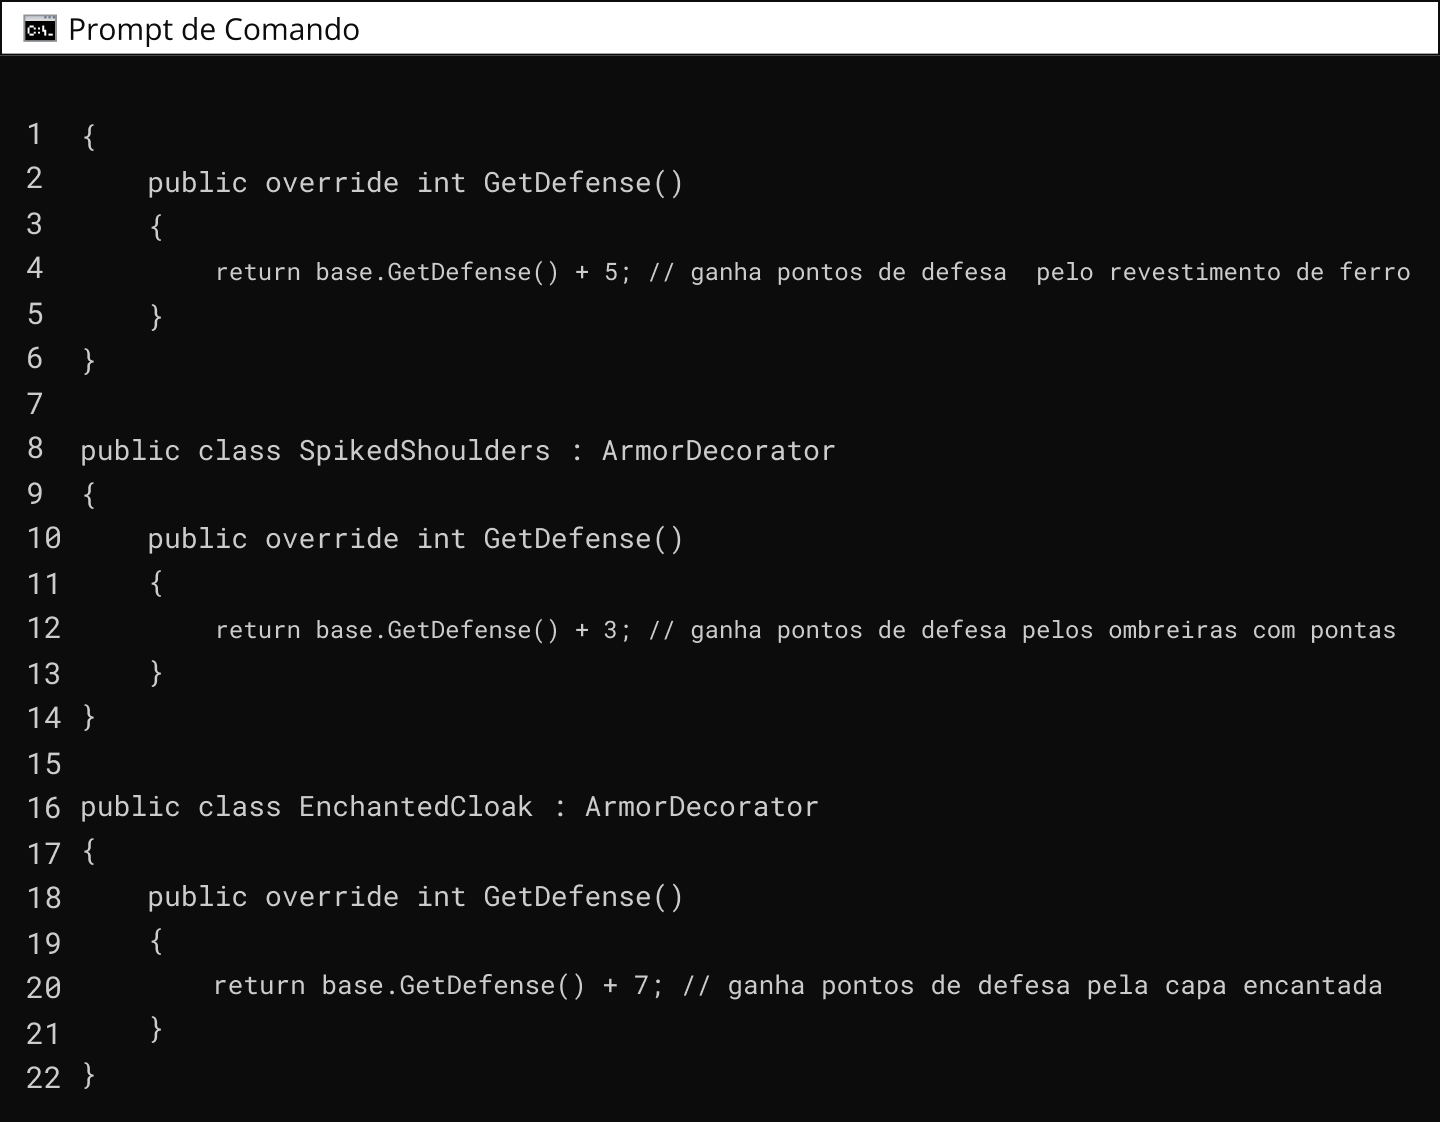 C:\_ Prompt de Comando
1 {
2 public override int GetDefense()
3 {
4 return base.GetDefense() + 5; // ganha pontos de defesa  pelo revestimento de ferro
5 }
6 }
7
8 public class SpikedShoulders : ArmorDecorator
9 {
10 public override int GetDefense()
11 {
12 return base.GetDefense() + 3; // ganha pontos de defesa pelos ombreiras com pontas
13 }
14 }
15
16 public class EnchantedCloak : ArmorDecorator
17 {
18 public override int GetDefense()
19 {
20 return base.GetDefense() + 7; // ganha pontos de defesa pela capa encantada
21 }
22 }